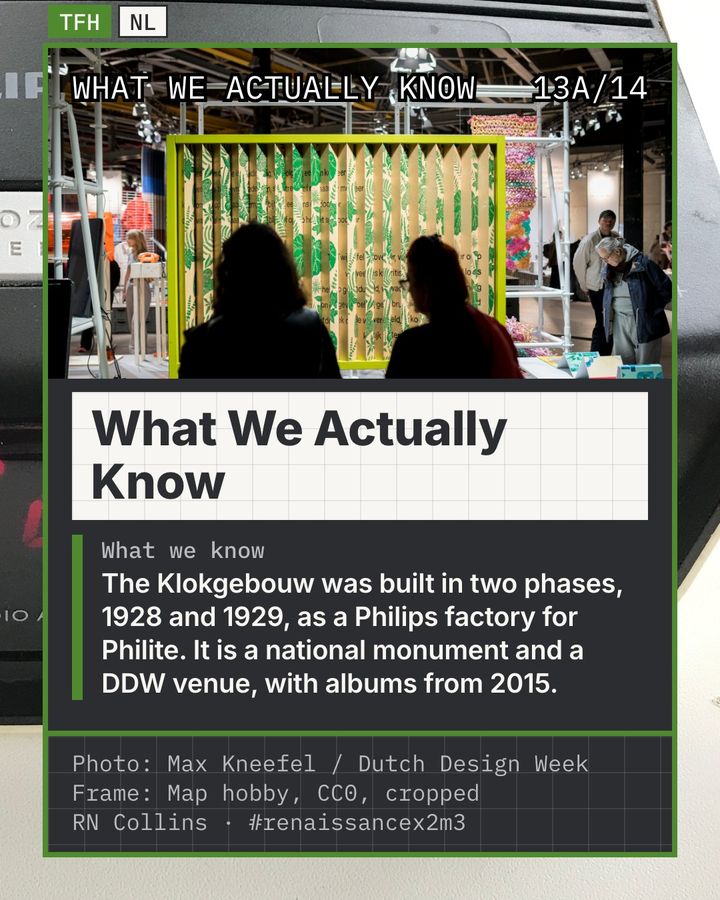 TFH NL
WHAT WE ACTUALLY KNOW 13A/14
What We Actually
Know
What we know
The Klokgebouw was built in two phases,
1928 and 1929, as a Philips factory for
Philite. It is a national monument and a
DDW venue, with albums from 2015.
Photo: Max Kneefel / Dutch Design Week
Frame: Map hobby, CC0, cropped
RN Collins · #renaissancex2m3